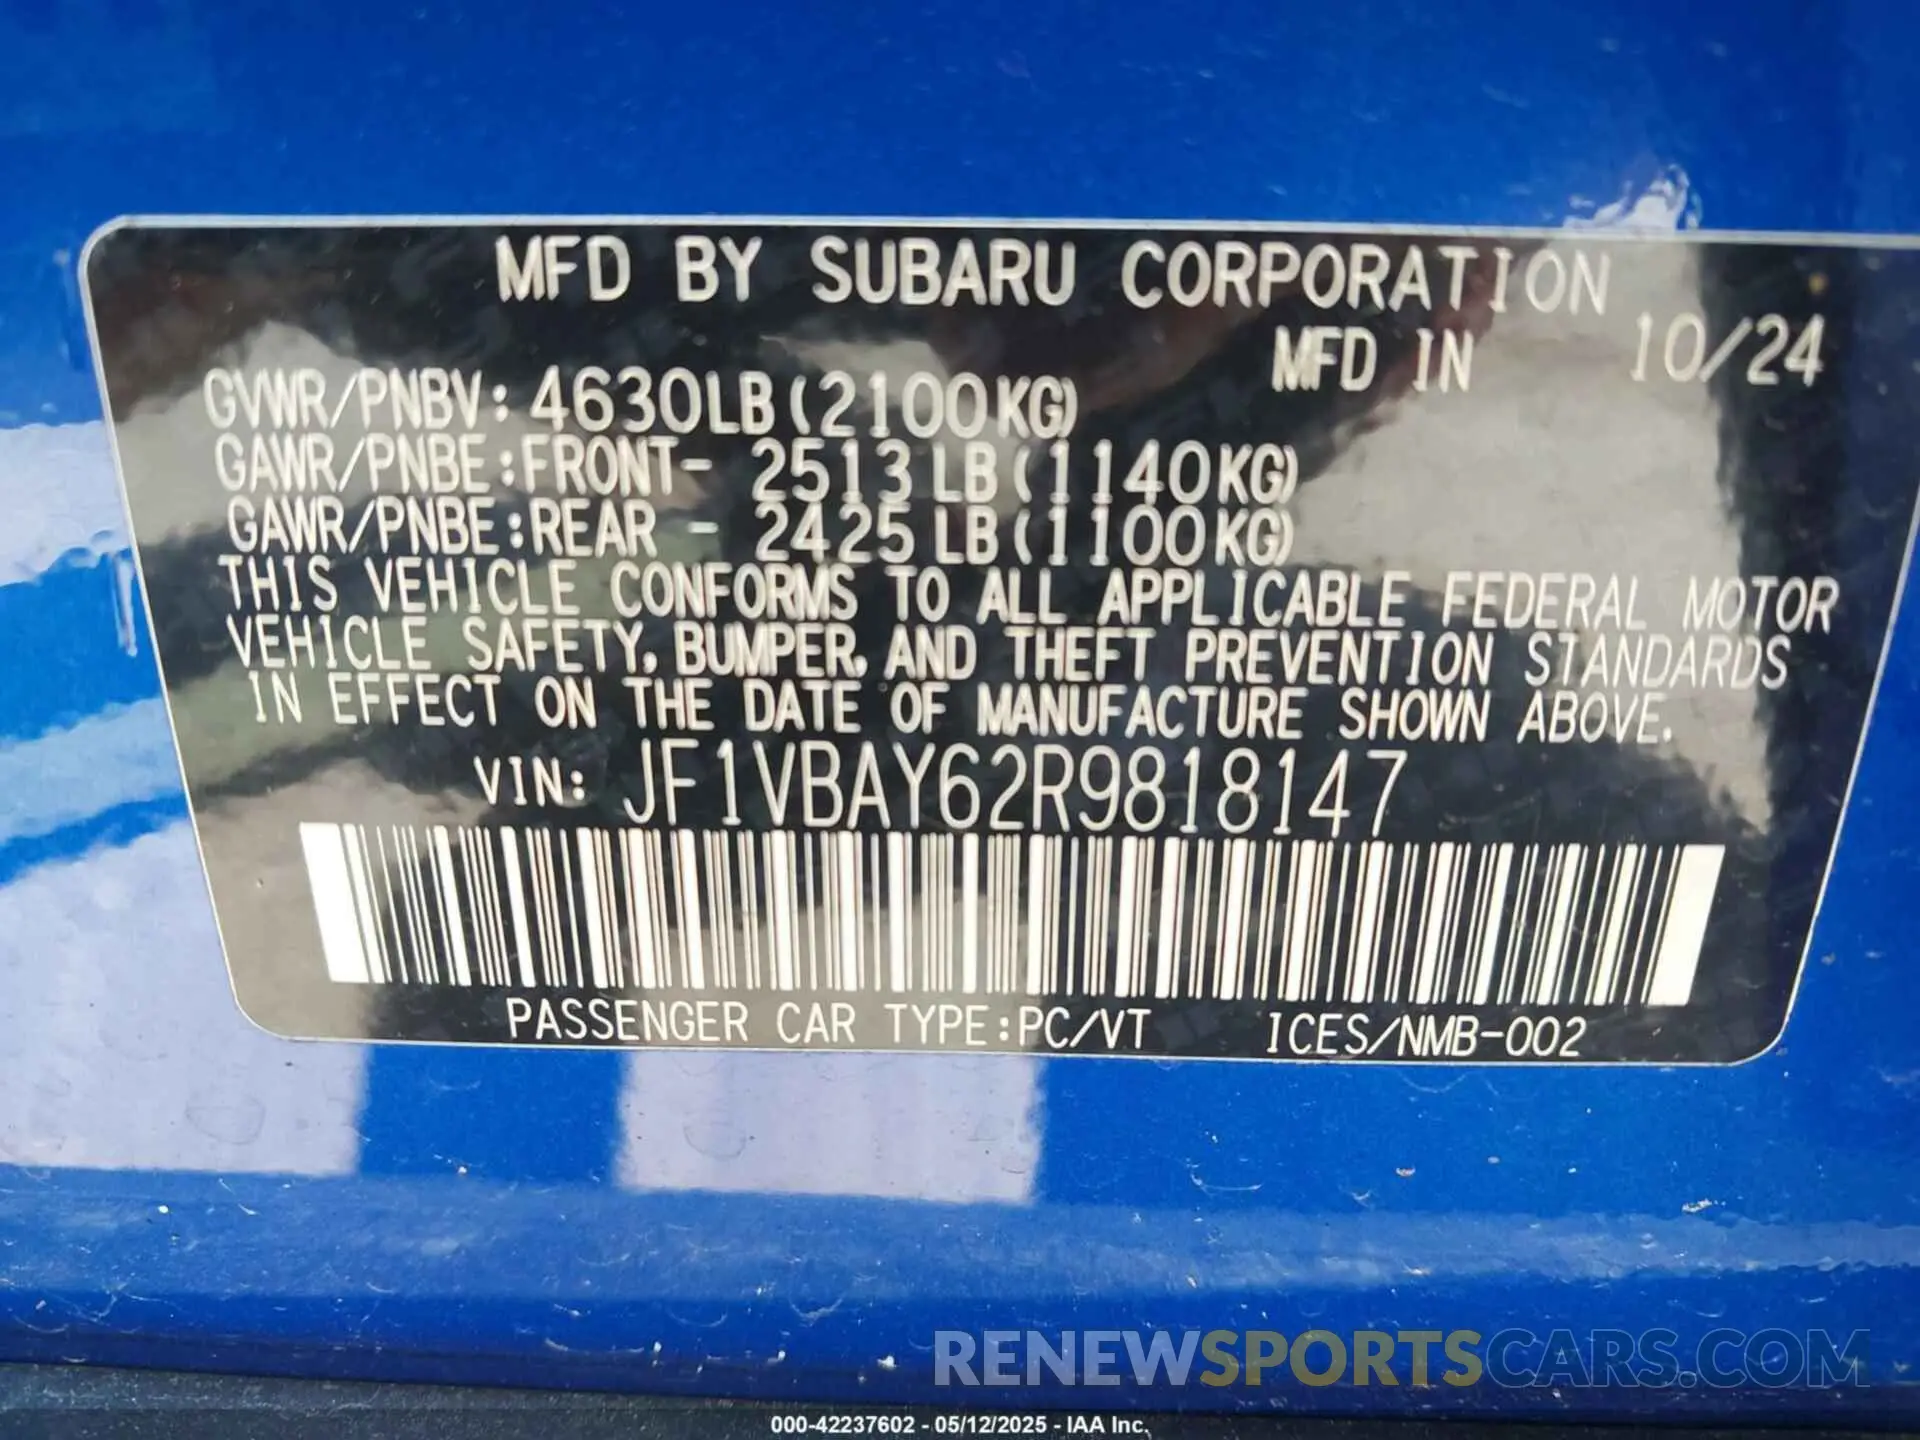 MFD BY SUBARU CORPORATION
MFD IN 10/24
GVWR/PNBV: 4630LB(2100KG)
GAWR/PNBE:FRONT- 2513LB(1140KG)
GAWR/PNBE:REAR - 2425LB(1100KG)
THIS VEHICLE CONFORMS TO ALL APPLICABLE FEDERAL MOTOR
VEHICLE SAFETY, BUMPER, AND THEFT PREVENTION STANDARDS
IN EFFECT ON THE DATE OF MANUFACTURE SHOWN ABOVE.
VIN: JF1VBAY62R9818147
PASSENGER CAR TYPE:PC/VT ICES/NMB-002
RENEWSPORTSCARS.COM
000-42237602 - 05/12/2025 - IAA Inc.